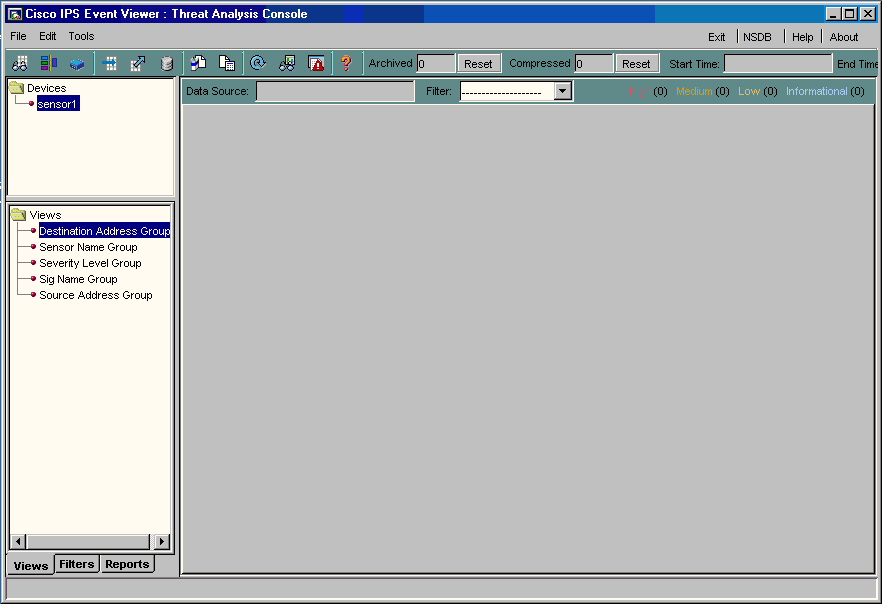 Cisco IPS Event Viewer : Threat Analysis Console
File Edit Tools Exit NSDB Help About
Archived 0 Reset Compressed 0 Reset Start Time: End Time
Devices
sensor1
Data Source: Filter: -------------------- (0) Medium (0) Low (0) Informational (0)
Views
Destination Address Group
Sensor Name Group
Severity Level Group
Sig Name Group
Source Address Group
Views Filters Reports